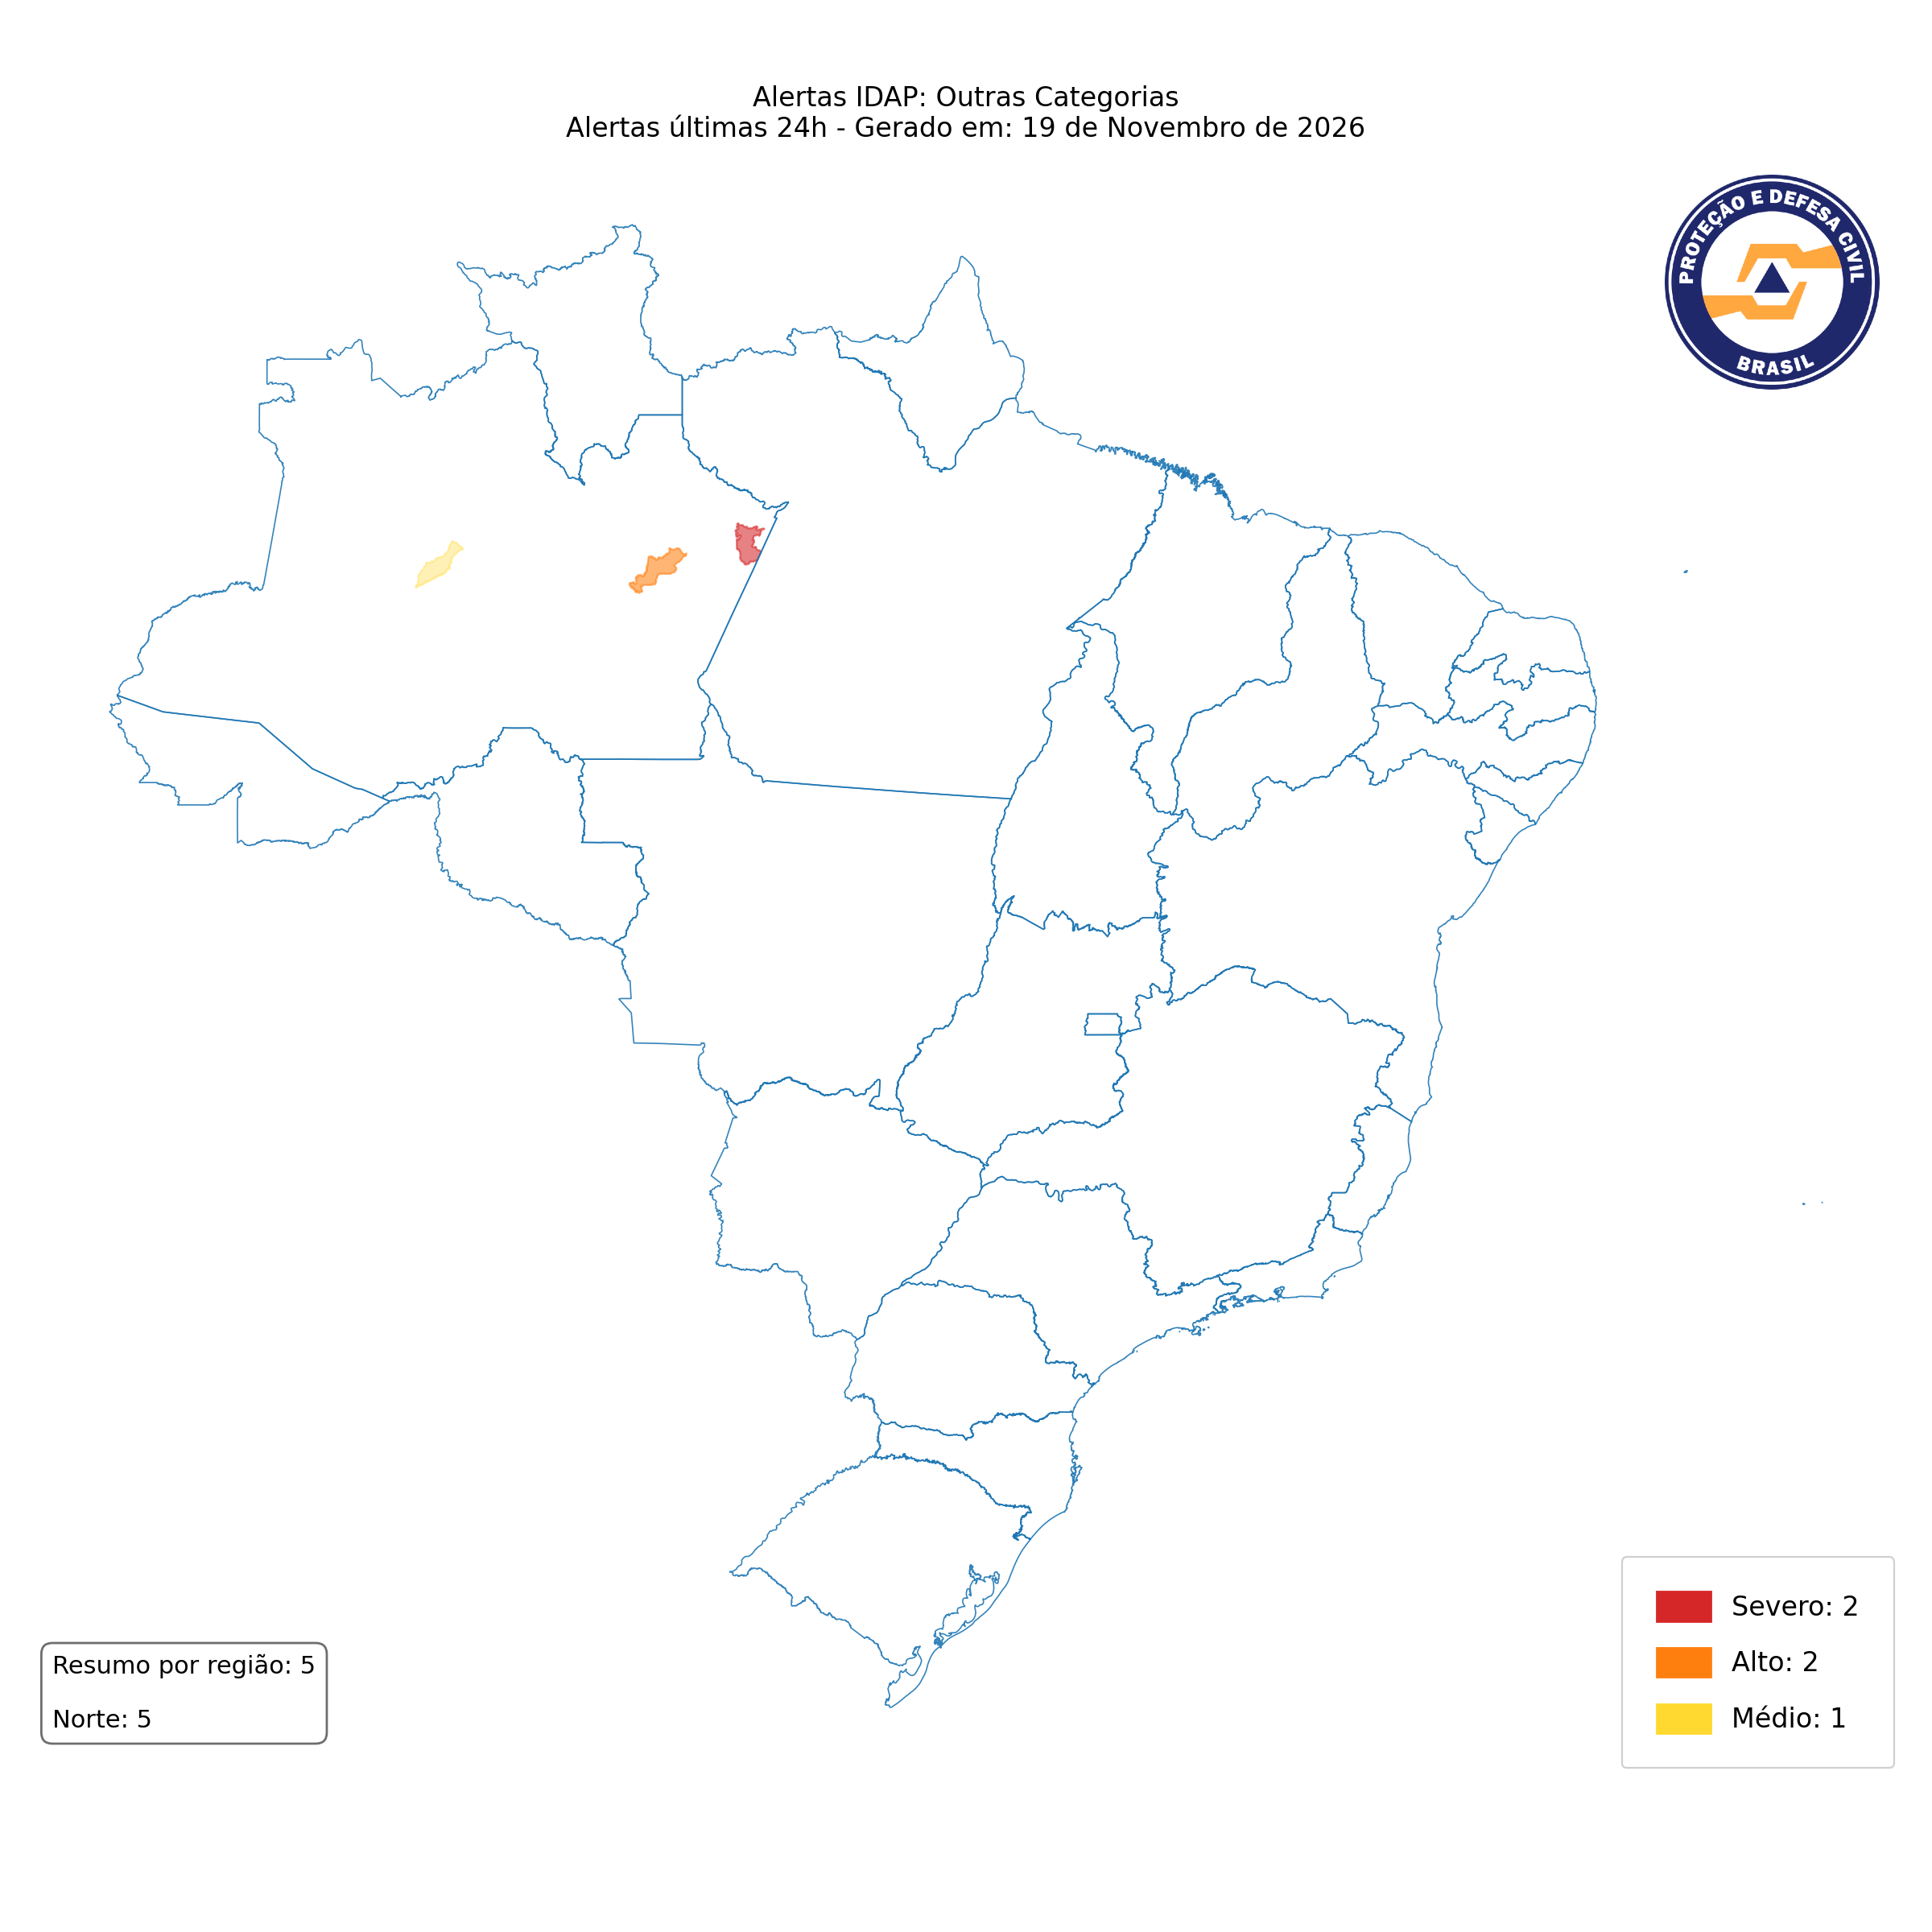 Alertas IDAP: Outras Categorias
Alertas últimas 24h - Gerado em: 19 de Novembro de 2026
PROTEÇÃO E DEFESA CIVIL
BRASIL
Severo: 2
Alto: 2
Médio: 1
Resumo por região: 5
Norte: 5